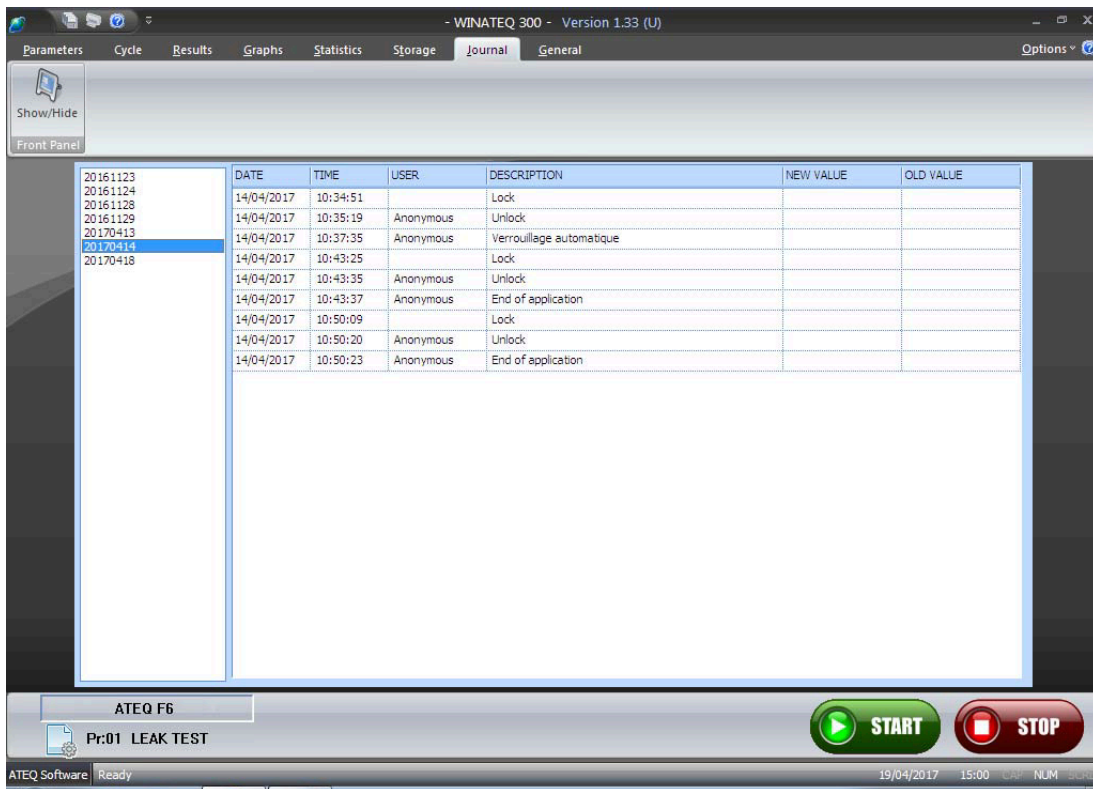 - WINATEQ 300 - Version 1.33 (U)
Parameters Cycle Results Graphs Statistics Storage Journal General Options
Show/Hide
Front Panel
20161123
20161124
20161128
20161129
20170413
20170414
20170418
DATE TIME USER DESCRIPTION NEW VALUE OLD VALUE
14/04/2017 10:34:51 Lock
14/04/2017 10:35:19 Anonymous Unlock
14/04/2017 10:37:35 Anonymous Verrouillage automatique
14/04/2017 10:43:25 Lock
14/04/2017 10:43:35 Anonymous Unlock
14/04/2017 10:43:37 Anonymous End of application
14/04/2017 10:50:09 Lock
14/04/2017 10:50:20 Anonymous Unlock
14/04/2017 10:50:23 Anonymous End of application
ATEQ F6
Pr:01 LEAK TEST
START STOP
ATEQ Software Ready 19/04/2017 15:00 CAP NUM